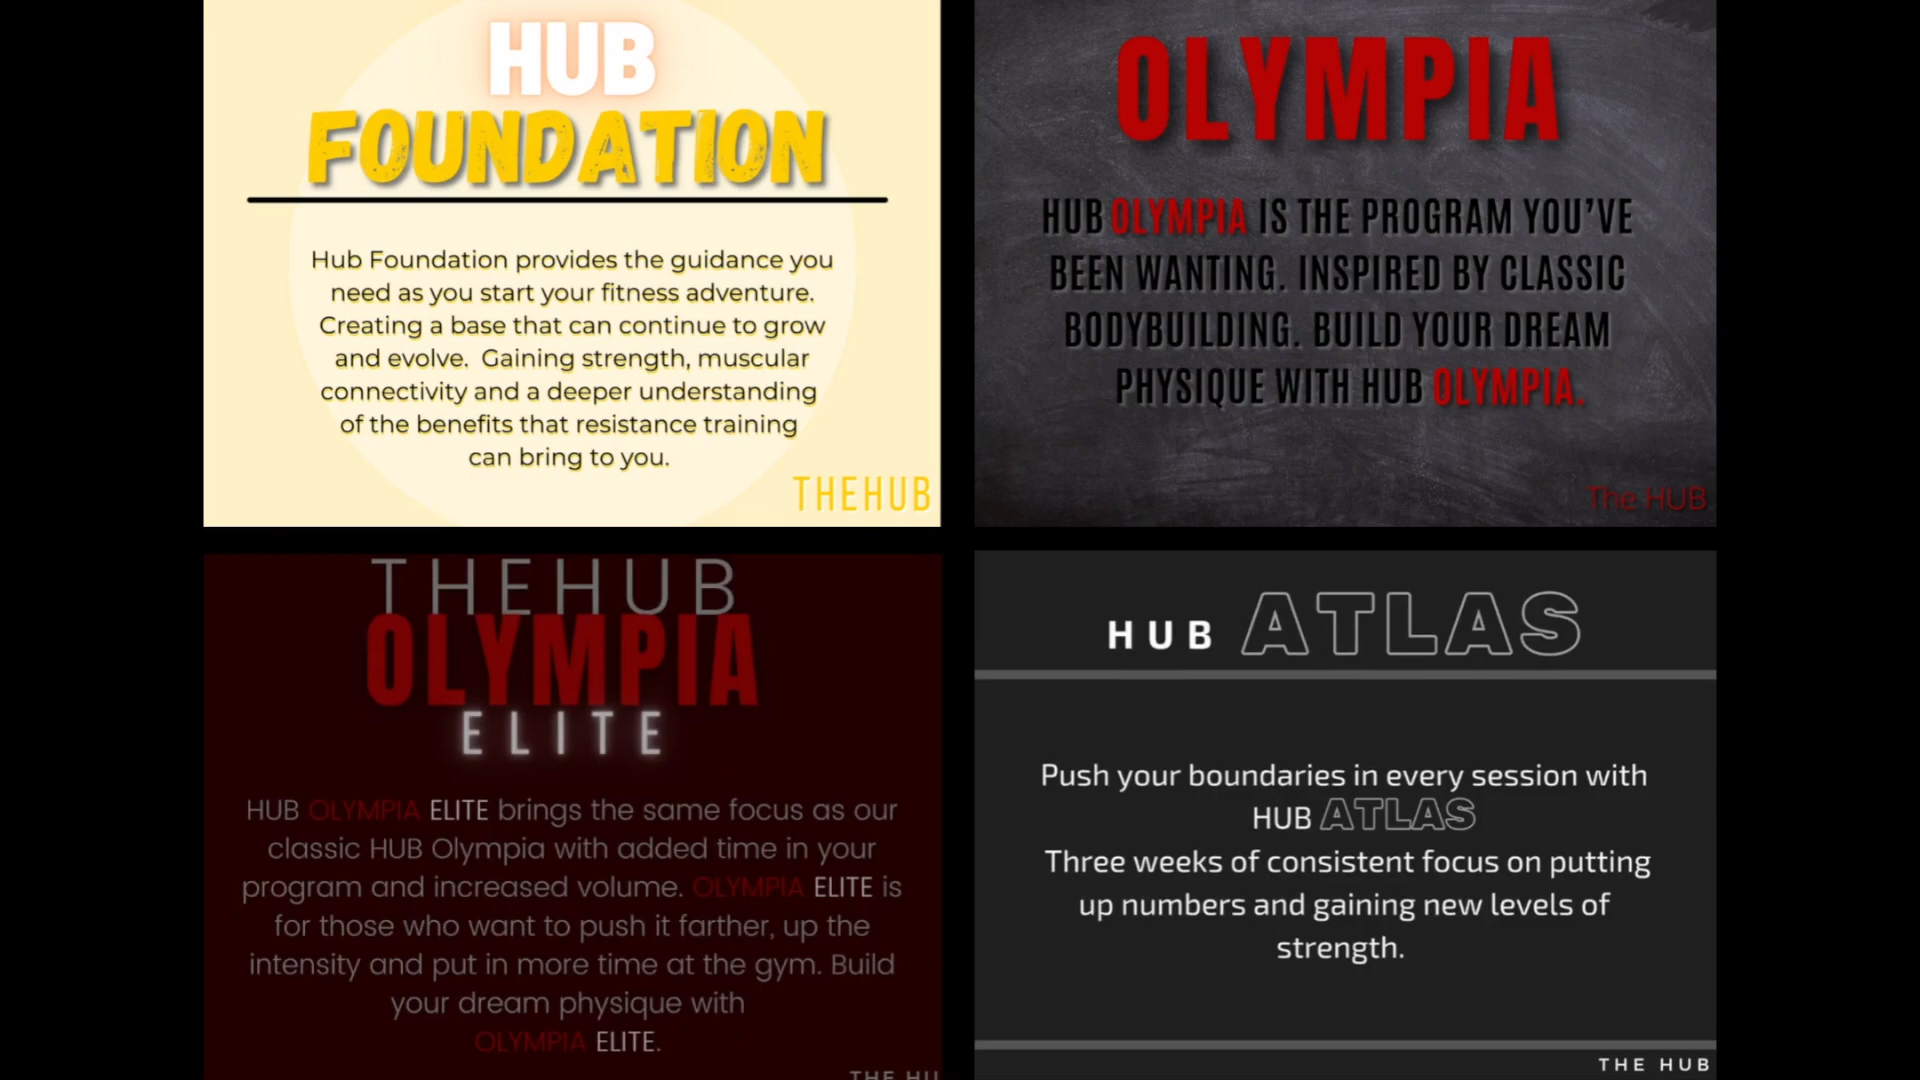 HUB
FOUNDATION
Hub Foundation provides the guidance you
need as you start your fitness adventure.
Creating a base that can continue to grow
and evolve. Gaining strength, muscular
connectivity and a deeper understanding
of the benefits that resistance training
can bring to you.
THEHUB
OLYMPIA
HUB OLYMPIA IS THE PROGRAM YOU'VE
BEEN WANTING. INSPIRED BY CLASSIC
BODYBUILDING. BUILD YOUR DREAM
PHYSIQUE WITH HUB OLYMPIA.
The HUB
THEHUB
OLYMPIA
ELITE
HUB OLYMPIA ELITE brings the same focus as our
classic HUB Olympia with added time in your
program and increased volume. OLYMPIA ELITE is
for those who want to push it farther, up the
intensity and put in more time at the gym. Build
your dream physique with
OLYMPIA ELITE.
THE HU
HUB ATLAS
Push your boundaries in every session with
HUB ATLAS
Three weeks of consistent focus on putting
up numbers and gaining new levels of
strength.
THE HUB